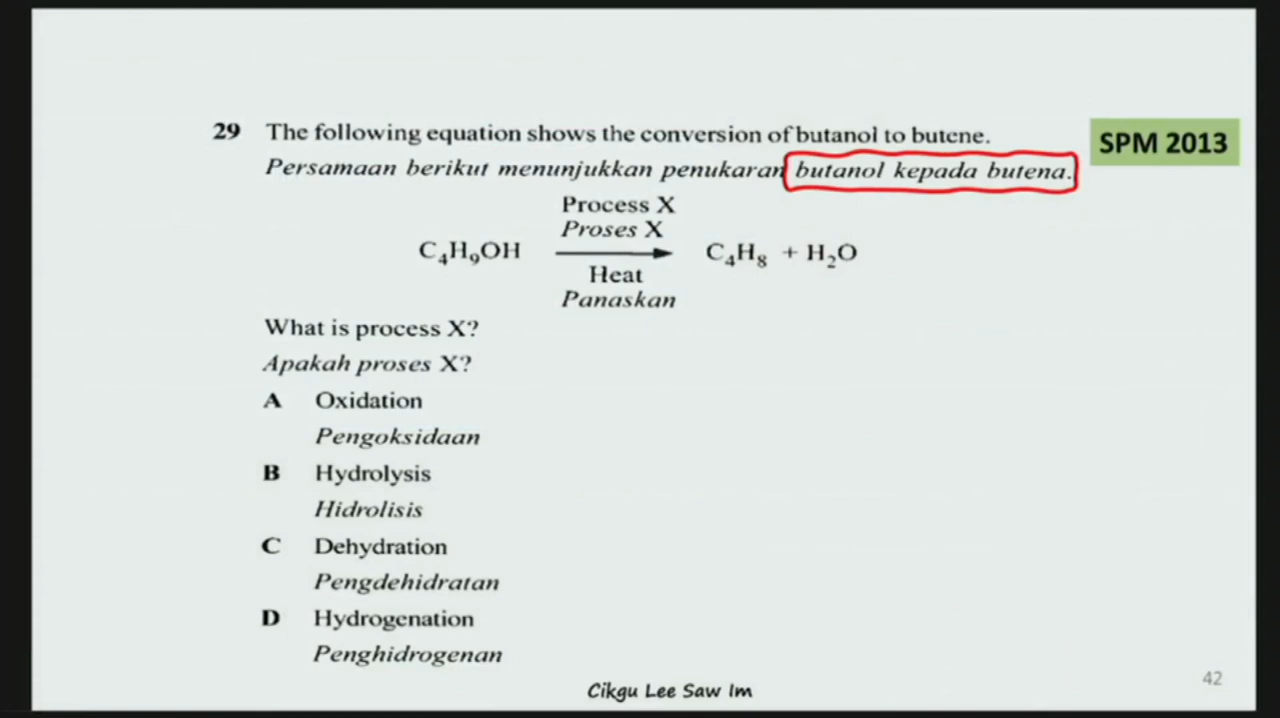 29 The following equation shows the conversion of butanol to butene.
SPM 2013
Persamaan berikut menunjukkan penukaran butanol kepada butena.
Process X
Proses X
C₄H₉OH → C₄H₈ + H₂O
Heat
Panaskan
What is process X?
Apakah proses X?
A Oxidation
Pengoksidaan
B Hydrolysis
Hidrolisis
C Dehydration
Pengdehidratan
D Hydrogenation
Penghidrogenan
Cikgu Lee Saw Im
42